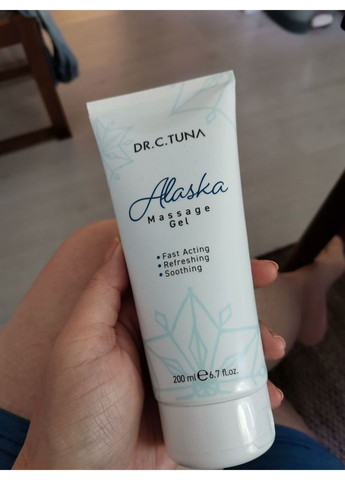 DR.C.TUNA
Alaska
Massage
Gel
• Fast Acting
• Refreshing
• Soothing
200 ml ℮ 6.7 fl.oz.